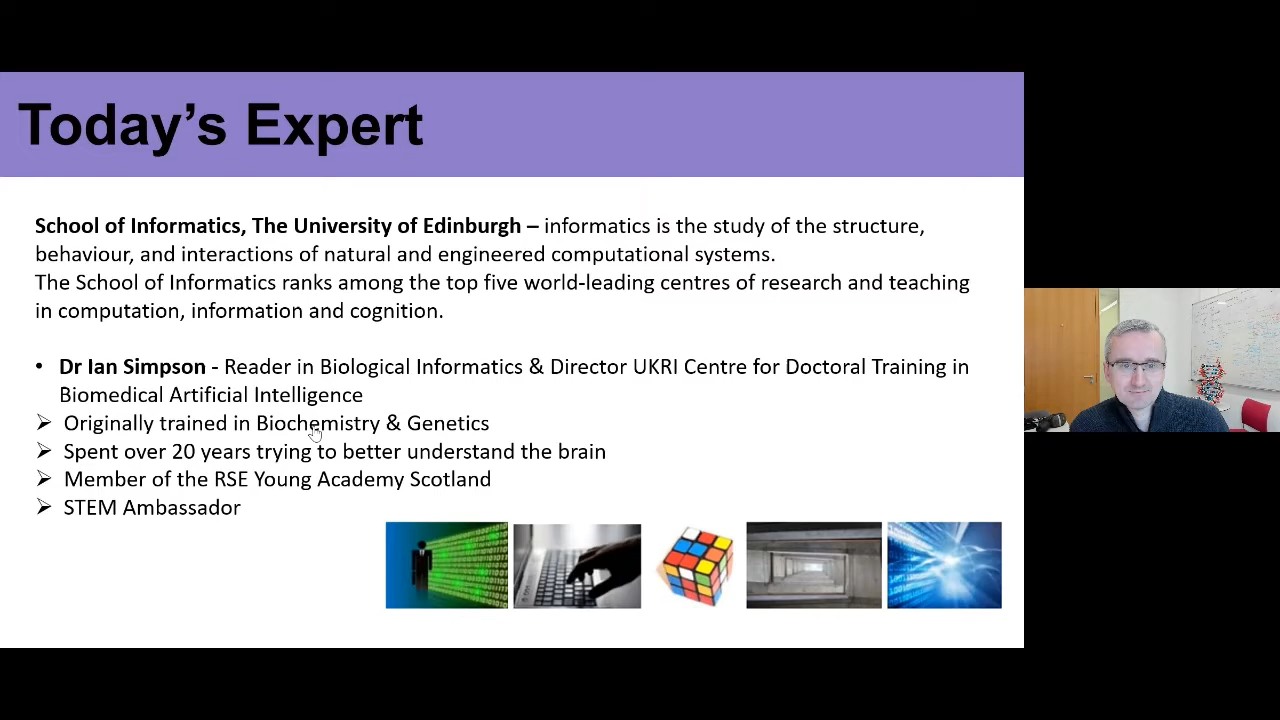 Today's Expert
School of Informatics, The University of Edinburgh – informatics is the study of the structure,
behaviour, and interactions of natural and engineered computational systems.
The School of Informatics ranks among the top five world-leading centres of research and teaching
in computation, information and cognition.
• Dr Ian Simpson - Reader in Biological Informatics & Director UKRI Centre for Doctoral Training in
Biomedical Artificial Intelligence
➢ Originally trained in Biochemistry & Genetics
➢ Spent over 20 years trying to better understand the brain
➢ Member of the RSE Young Academy Scotland
➢ STEM Ambassador